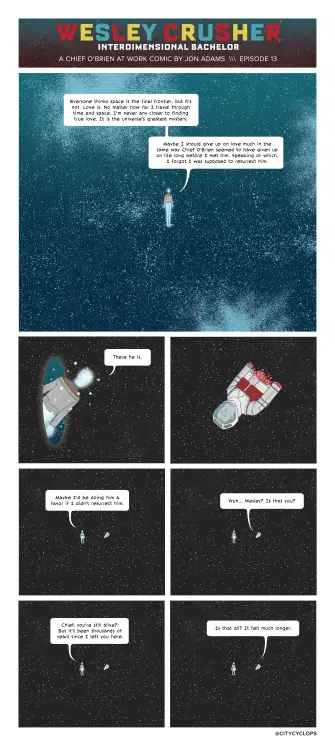 WESLEY CRUSHER
INTERDIMENSIONAL BACHELOR
A CHIEF O'BRIEN AT WORK COMIC BY JON ADAMS \\\ EPISODE 13
Everyone thinks space is the final frontier, but it's
not. Love is. No matter how far I travel through
time and space, I'm never any closer to finding
true love. It is the universe's greatest mystery.
Maybe I should give up on love much in the
same way Chief O'Brien seemed to have given up
on life long before I met him. Speaking of which,
I forgot I was supposed to resurrect him.
There he is.
Maybe I'd be doing him a
favor if I didn't resurrect him.
Wuh... Wesley? Is that you?
Chief, you're still alive?!
But it's been thousands of
years since I left you here.
Is that all? It felt much longer.
@CITYCYCLOPS